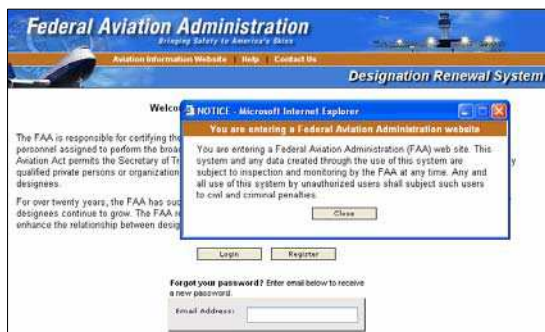 Federal Aviation Administration
Bringing Safety to America's Skies
Aviation Information Website | Help | Contact Us
Designation Renewal System
Welco
NOTICE - Microsoft Internet Explorer
You are entering a Federal Aviation Administration website
You are entering a Federal Aviation Administration (FAA) web site. This
system and any data created through the use of this system are
subject to inspection and monitoring by the FAA at any time. Any and
all use of this system by unauthorized users shall subject such users
to civil and criminal penalties.
Close
The FAA is responsible for certifying the
personnel assigned to perform the broad
Aviation Act permits the Secretary of Tr
qualified private persons or organization
designees.
For over twenty years, the FAA has suc
designees continue to grow. The FAA re
enhance the relationship between desig
Login Register
Forgot your password? Enter email below to receive
a new password.
Email Address: